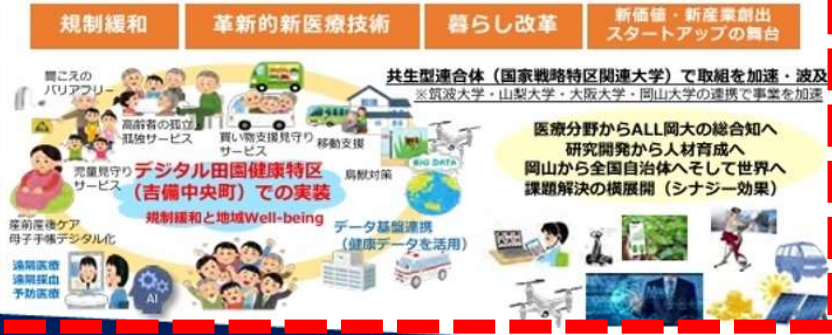 規制緩和
革新的新医療技術
暮らし改革
新価値・新産業創出
スタートアップの舞台
聞こえの
バリアフリー
高齢者の孤立
孤独サービス
買い物支援見守り
サービス
移動支援
児童見守り
サービス
鳥獣対策
BIG DATA
デジタル田園健康特区
(吉備中央町)での実装
規制緩和と地域Well-being
産前産後ケア
母子手帳デジタル化
データ基盤連携
(健康データを活用)
遠隔医療
遠隔採血
予防医療
AI
共生型連合体(国家戦略特区関連大学)で取組を加速・波及
※筑波大学・山梨大学・大阪大学・岡山大学の連携で事業を加速
医療分野からALL岡大の総合知へ
研究開発から人材育成へ
岡山から全国自治体へそして世界へ
課題解決の横展開(シナジー効果)